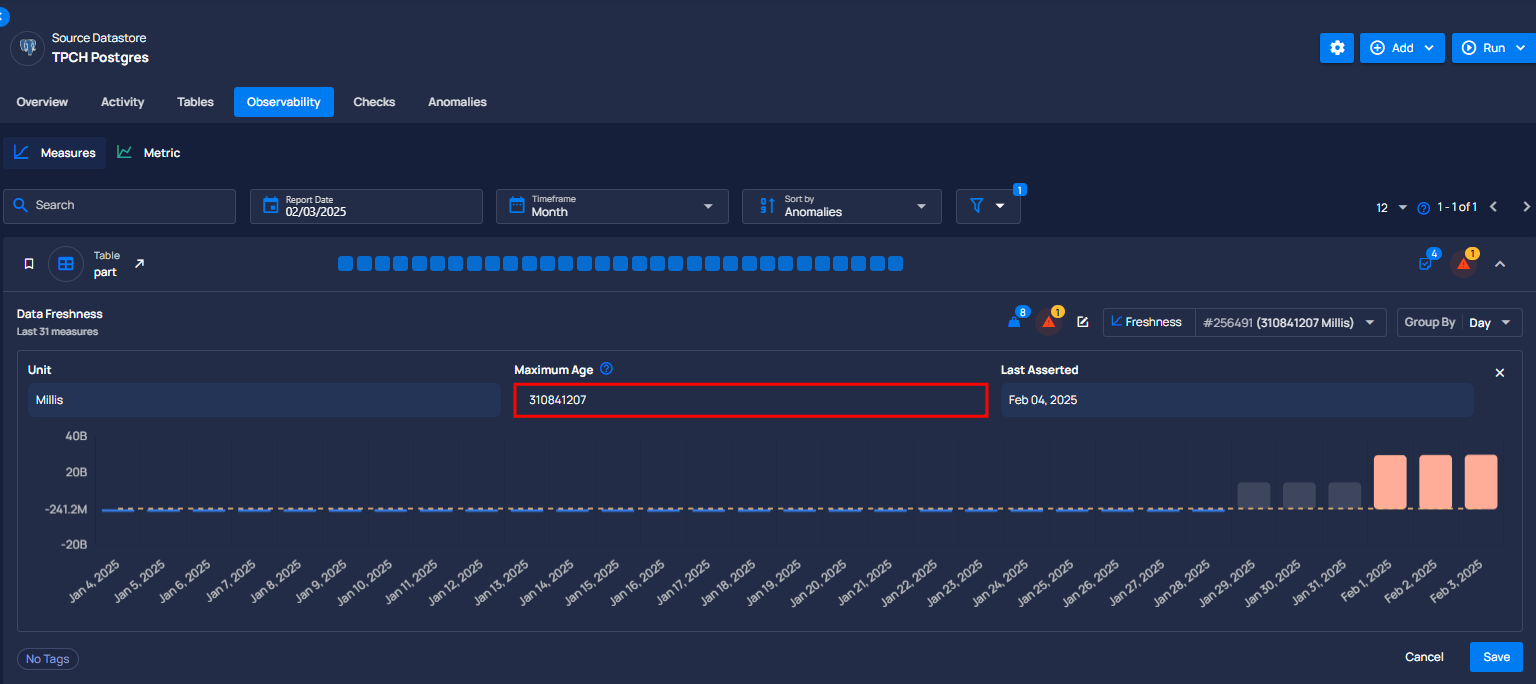 Source Datastore
TPCH Postgres
Add
Run
Overview
Activity
Tables
Observability
Checks
Anomalies
Measures
Metric
Search
Report Date
02/03/2025
Timeframe
Month
Sort by
Anomalies
1
12
1 - 1 of 1
Table
part
4
1
Data Freshness
Last 31 measures
8
1
Freshness
#256491 (310841207 Millis)
Group By
Day
Unit
Millis
Maximum Age
310841207
Last Asserted
Feb 04, 2025
40B
20B
-241.2M
-20B
Jan 4, 2025
Jan 5, 2025
Jan 6, 2025
Jan 7, 2025
Jan 8, 2025
Jan 9, 2025
Jan 10, 2025
Jan 11, 2025
Jan 12, 2025
Jan 13, 2025
Jan 14, 2025
Jan 15, 2025
Jan 16, 2025
Jan 17, 2025
Jan 18, 2025
Jan 19, 2025
Jan 20, 2025
Jan 21, 2025
Jan 22, 2025
Jan 23, 2025
Jan 24, 2025
Jan 25, 2025
Jan 26, 2025
Jan 27, 2025
Jan 28, 2025
Jan 29, 2025
Jan 30, 2025
Jan 31, 2025
Feb 1, 2025
Feb 2, 2025
Feb 3, 2025
No Tags
Cancel
Save